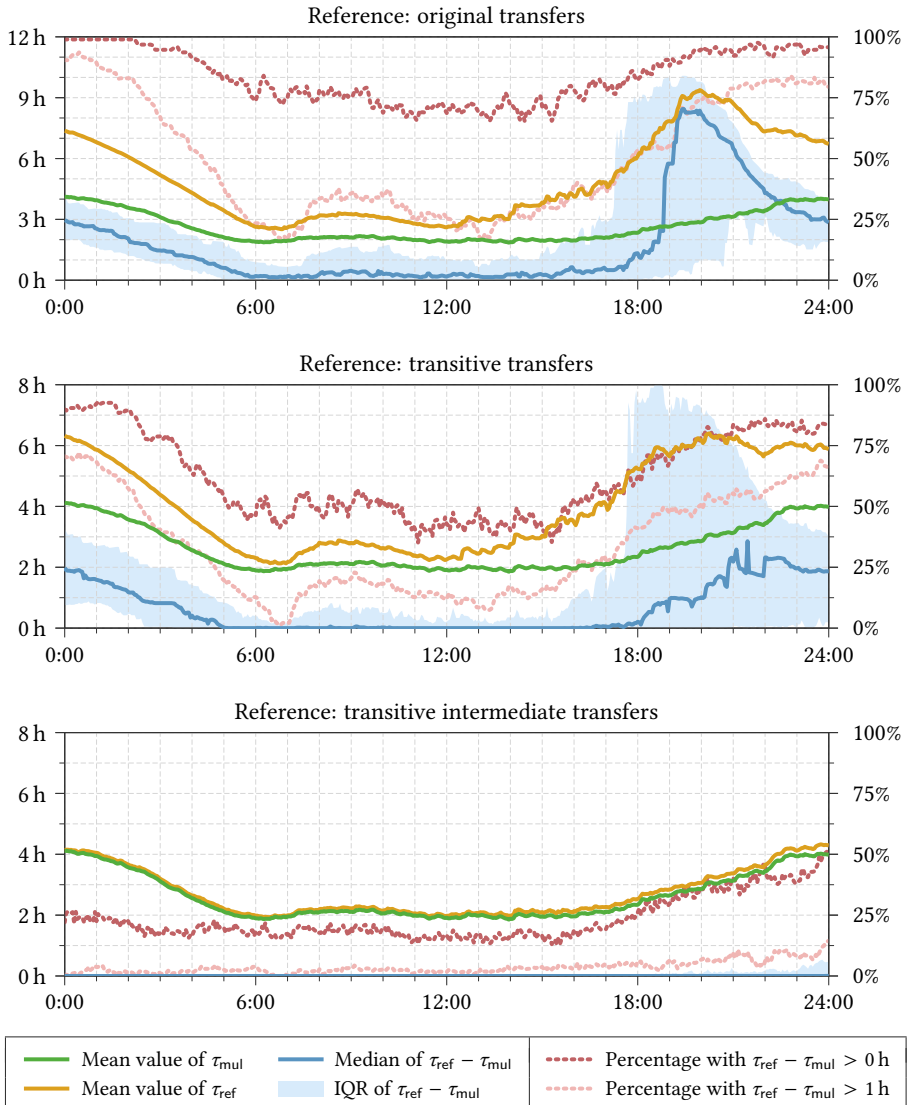 Reference: original transfers
12 h 100%
9 h 75%
6 h 50%
3 h 25%
0 h 0%
0:00 6:00 12:00 18:00 24:00
Reference: transitive transfers
8 h 100%
6 h 75%
4 h 50%
2 h 25%
0 h 0%
0:00 6:00 12:00 18:00 24:00
Reference: transitive intermediate transfers
8 h 100%
6 h 75%
4 h 50%
2 h 25%
0 h 0%
0:00 6:00 12:00 18:00 24:00
Mean value of τmul Median of τref − τmul Percentage with τref − τmul > 0 h
Mean value of τref IQR of τref − τmul Percentage with τref − τmul > 1 h